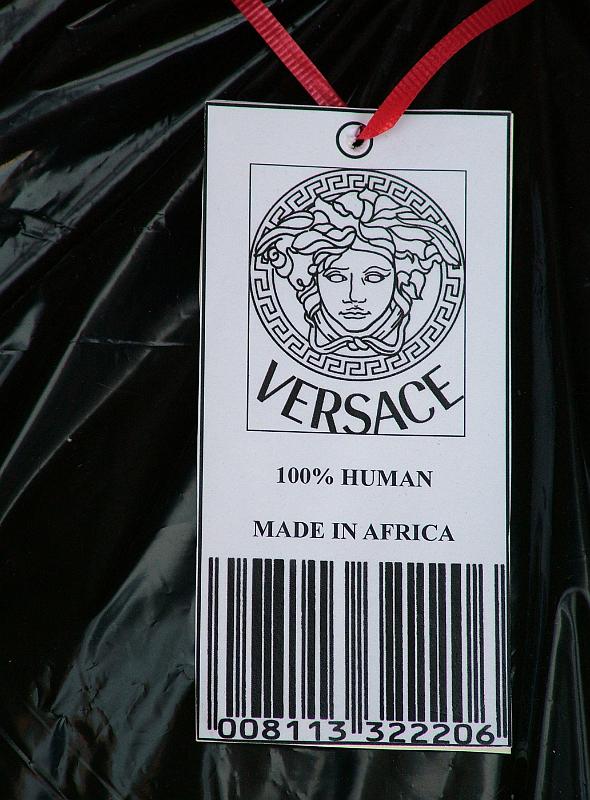 VERSACE
100% HUMAN
MADE IN AFRICA
008113 322206